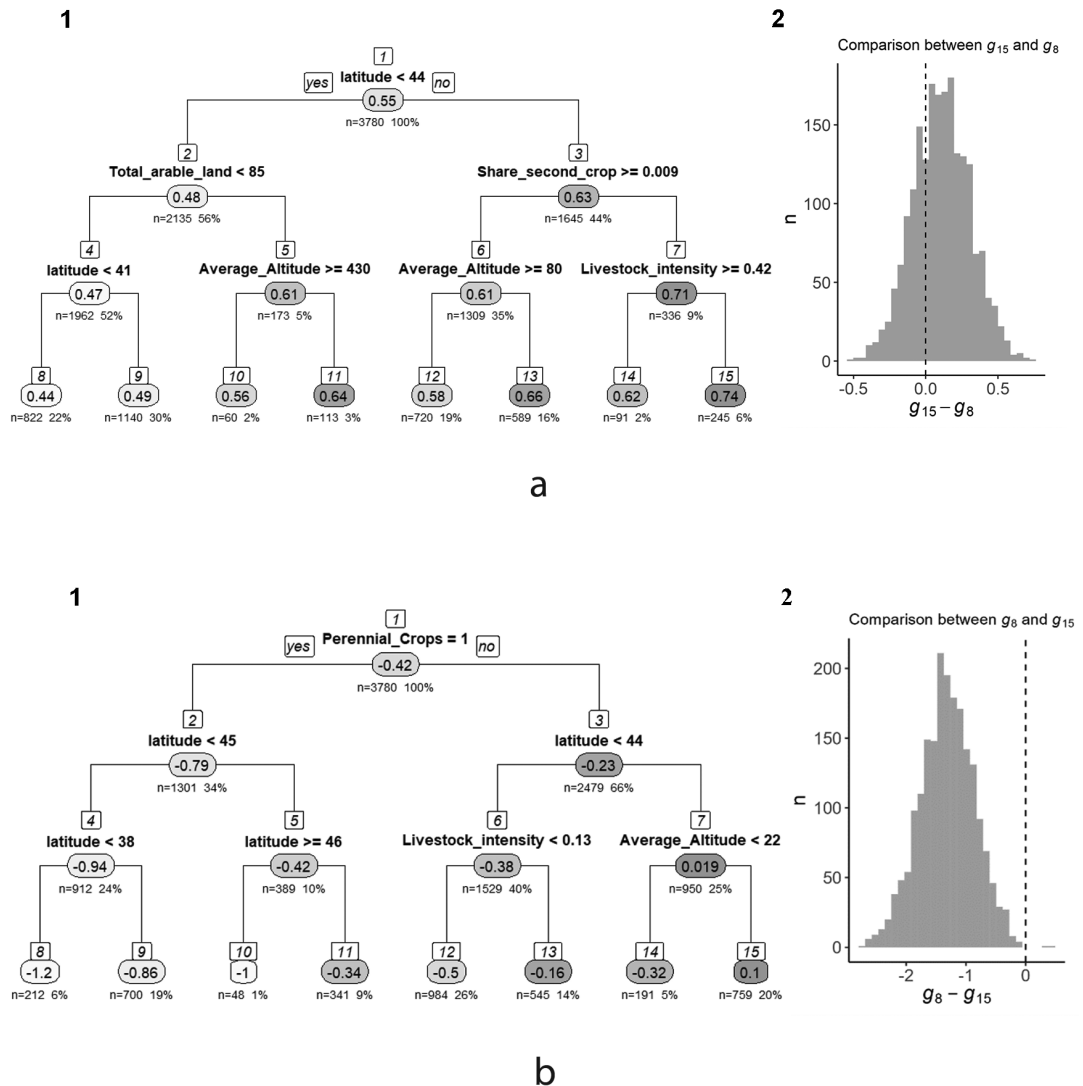 1
2
Comparison between g15 and g8
1
latitude < 44
yes
no
0.55
n=3780 100%
2
3
Total_arable_land < 85
Share_second_crop >= 0.009
0.48
0.63
n=2135 56%
n=1645 44%
4
5
6
7
latitude < 41
Average_Altitude >= 430
Average_Altitude >= 80
Livestock_intensity >= 0.42
0.47
0.61
0.61
0.71
n=1962 52%
n=173 5%
n=1309 35%
n=336 9%
8
9
10
11
12
13
14
15
0.44
0.49
0.56
0.64
0.58
0.66
0.62
0.74
n=822 22%
n=1140 30%
n=60 2%
n=113 3%
n=720 19%
n=589 16%
n=91 2%
n=245 6%
n
150
100
50
0
-0.5
0.0
0.5
g15 − g8
a
1
2
Comparison between g8 and g15
1
Perennial_Crops = 1
yes
no
-0.42
n=3780 100%
2
3
latitude < 45
latitude < 44
-0.79
-0.23
n=1301 34%
n=2479 66%
4
5
6
7
latitude < 38
latitude >= 46
Livestock_intensity < 0.13
Average_Altitude < 22
-0.94
-0.42
-0.38
0.019
n=912 24%
n=389 10%
n=1529 40%
n=950 25%
8
9
10
11
12
13
14
15
-1.2
-0.86
-1
-0.34
-0.5
-0.16
-0.32
0.1
n=212 6%
n=700 19%
n=48 1%
n=341 9%
n=984 26%
n=545 14%
n=191 5%
n=759 20%
n
200
150
100
50
0
-2
-1
0
g8 − g15
b